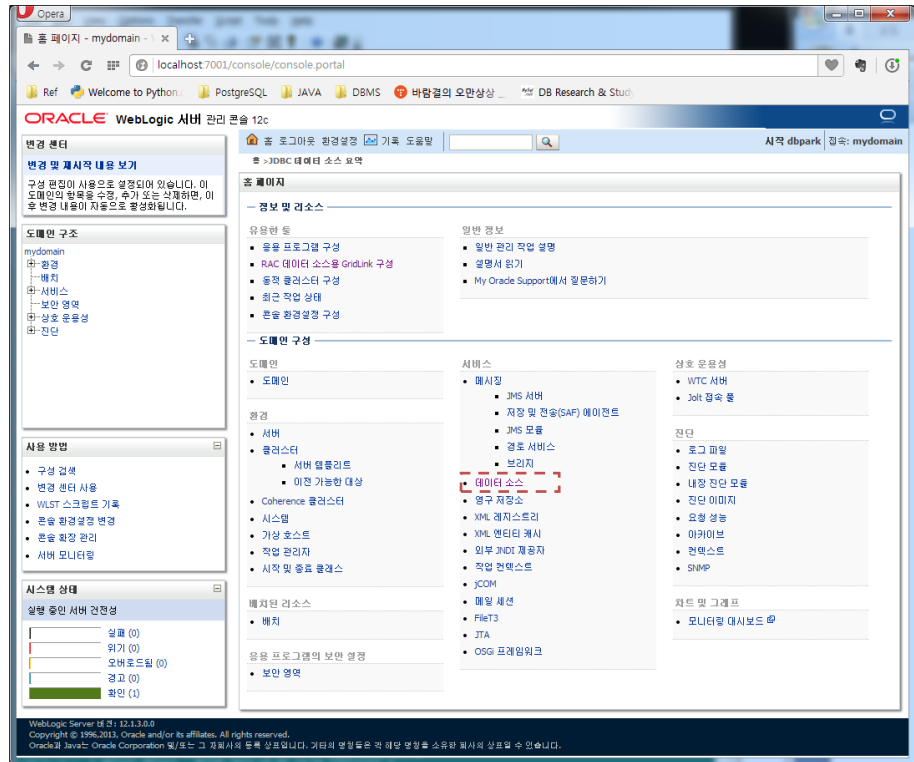 Opera
홈 페이지 - mydomain -
localhost:7001/console/console.portal
Ref Welcome to Python. PostgreSQL JAVA DBMS 바람결의 오만상상 _ DB Research & Study
ORACLE WebLogic 서버 관리 콘솔 12c
변경 센터
변경 및 재시작 내용 보기
구성 편집이 사용으로 설정되어 있습니다. 이
도메인의 항목을 수정, 추가 또는 삭제하면, 이
후 변경 내용이 자동으로 활성화됩니다.
도메인 구조
mydomain
환경
배치
서비스
보안 영역
상호 운용성
진단
사용 방법
구성 검색
변경 센터 사용
WLST 스크립트 기록
콘솔 환경설정 변경
콘솔 확장 관리
서버 모니터링
시스템 상태
실행 중인 서버 건전성
실패 (0)
위기 (0)
오버로드됨 (0)
경고 (0)
확인 (1)
홈 로그아웃 환경설정 기록 도움말
시작 dbpark 접속: mydomain
홈 >JDBC 데이터 소스 요약
홈 페이지
정보 및 리소스
유용한 툴
응용 프로그램 구성
RAC 데이터 소스용 GridLink 구성
동적 클러스터 구성
최근 작업 상태
콘솔 환경설정 구성
일반 정보
일반 관리 작업 설명
설명서 읽기
My Oracle Support에서 질문하기
도메인 구성
도메인
도메인
환경
서버
클러스터
서버 템플리트
이전 가능한 대상
Coherence 클러스터
시스템
가상 호스트
작업 관리자
시작 및 종료 클래스
배치된 리소스
배치
응용 프로그램의 보안 설정
보안 영역
서비스
메시징
JMS 서버
저장 및 전송(SAF) 에이전트
JMS 모듈
경로 서비스
브리지
데이터 소스
영구 저장소
XML 레지스트리
XML 엔티티 캐시
외부 JNDI 제공자
작업 컨텍스트
jCOM
메일 세션
FileT3
JTA
OSGi 프레임워크
상호 운용성
WTC 서버
Jolt 접속 풀
진단
로그 파일
진단 모듈
내장 진단 모듈
진단 이미지
요청 성능
아카이브
컨텍스트
SNMP
차트 및 그래프
모니터링 대시보드
WebLogic Server 버전: 12.1.3.0.0
Copyright © 1996,2013, Oracle and/or its affiliates. All rights reserved.
Oracle과 Java는 Oracle Corporation 및/또는 그 자회사의 등록 상표입니다. 기타의 명칭들은 각 해당 명칭을 소유한 회사의 상표일 수 있습니다.